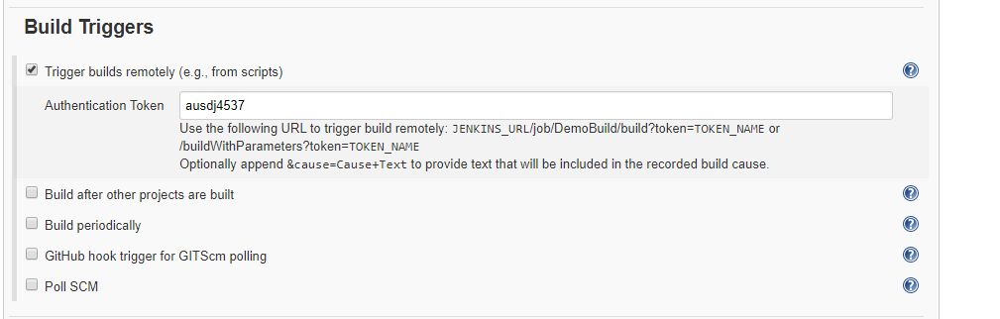 Build Triggers
Trigger builds remotely (e.g., from scripts)
Authentication Token ausdj4537
Use the following URL to trigger build remotely: JENKINS_URL/job/DemoBuild/build?token=TOKEN_NAME or
/buildWithParameters?token=TOKEN_NAME
Optionally append &cause=Cause+Text to provide text that will be included in the recorded build cause.
Build after other projects are built
Build periodically
GitHub hook trigger for GITScm polling
Poll SCM